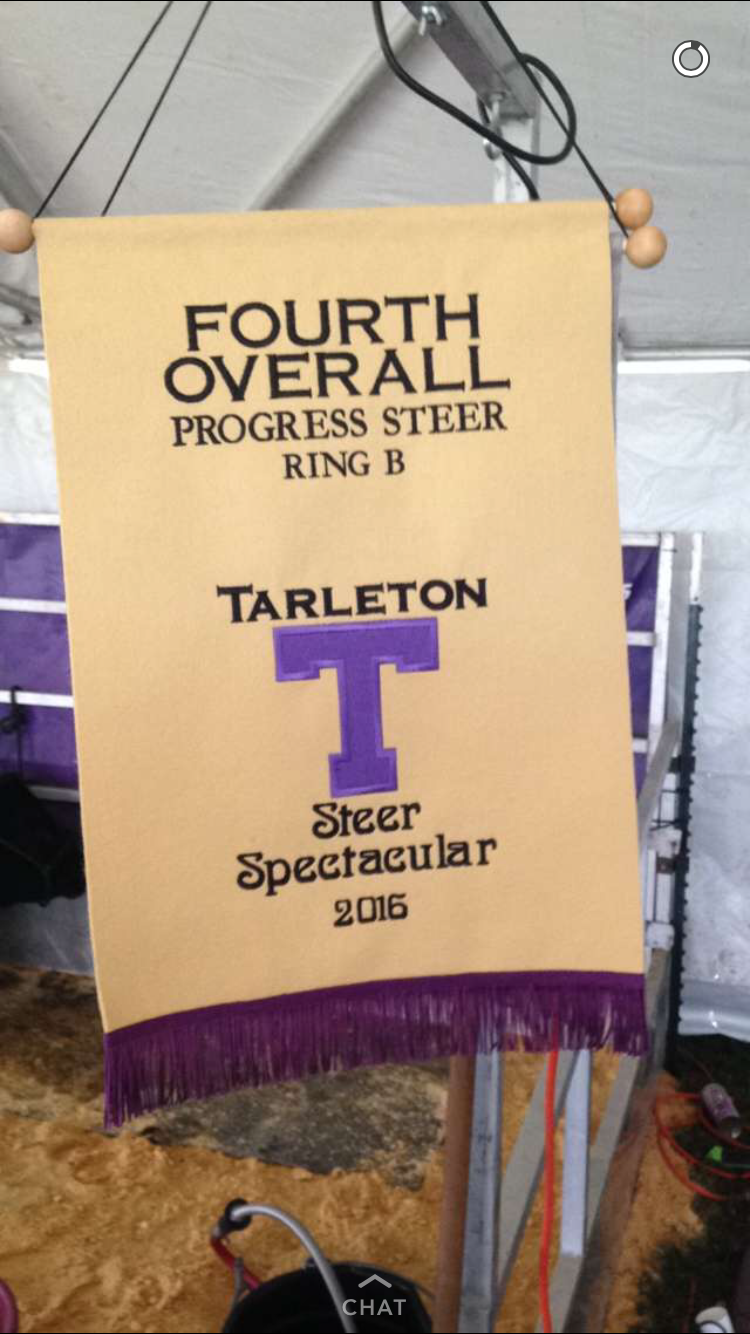 FOURTH
OVERALL
PROGRESS STEER
RING B
TARLETON
T
Steer
Spectacular
2016
CHAT